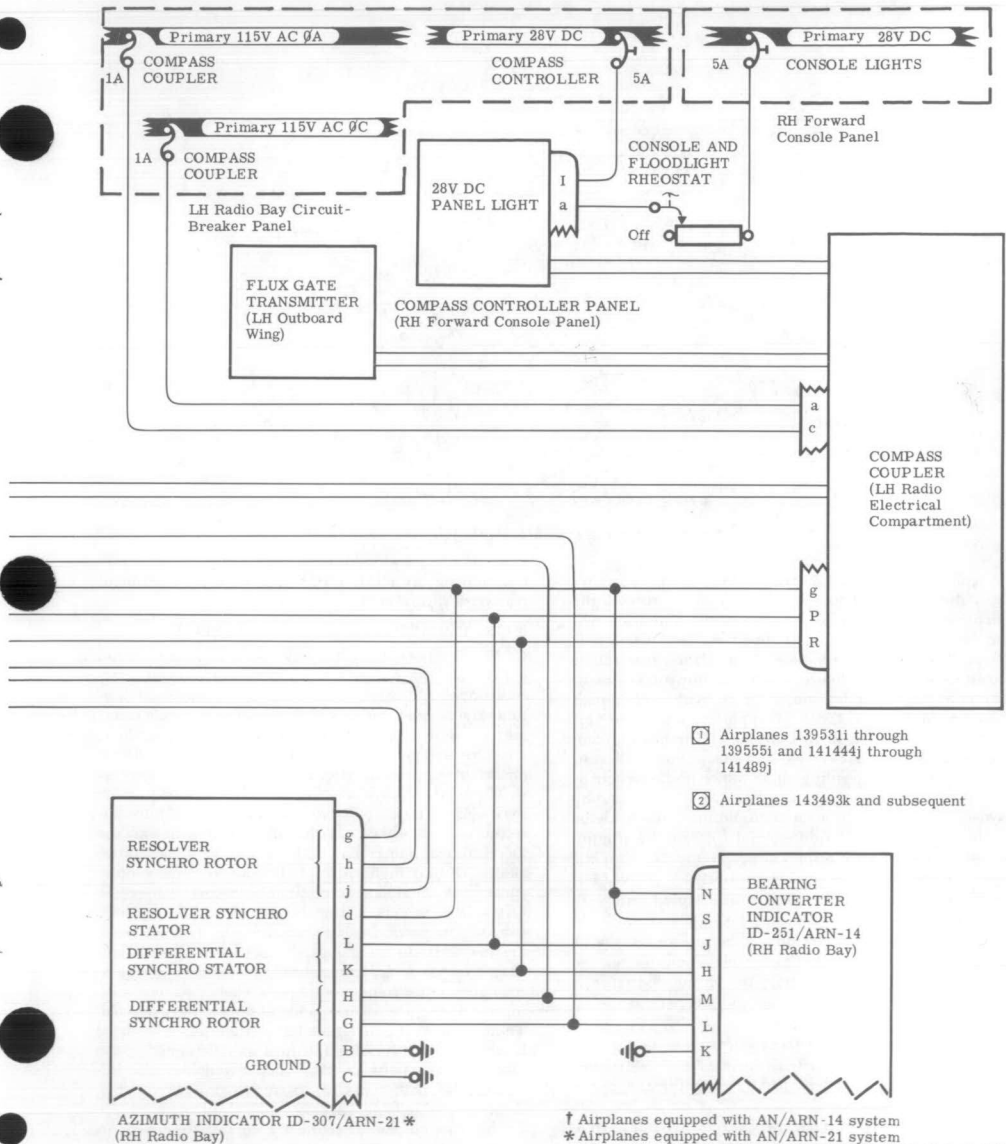 Primary 115V AC ØA
Primary 28V DC
Primary 28V DC
1A
COMPASS
COUPLER
COMPASS
CONTROLLER
5A
5A
CONSOLE LIGHTS
Primary 115V AC ØC
1A
COMPASS
COUPLER
RH Forward
Console Panel
LH Radio Bay Circuit-
Breaker Panel
28V DC
PANEL LIGHT
I
a
CONSOLE AND
FLOODLIGHT
RHEOSTAT
Off
FLUX GATE
TRANSMITTER
(LH Outboard
Wing)
COMPASS CONTROLLER PANEL
(RH Forward Console Panel)
a
c
COMPASS
COUPLER
(LH Radio
Electrical
Compartment)
g
P
R
1 Airplanes 139531i through
139555i and 141444j through
141489j
2 Airplanes 143493k and subsequent
RESOLVER
SYNCHRO ROTOR
g
h
j
RESOLVER SYNCHRO
STATOR
d
DIFFERENTIAL
SYNCHRO STATOR
L
K
DIFFERENTIAL
SYNCHRO ROTOR
H
G
GROUND
B
C
AZIMUTH INDICATOR ID-307/ARN-21 *
(RH Radio Bay)
N
S
J
H
M
L
K
BEARING
CONVERTER
INDICATOR
ID-251/ARN-14
(RH Radio Bay)
† Airplanes equipped with AN/ARN-14 system
* Airplanes equipped with AN/ARN-21 system